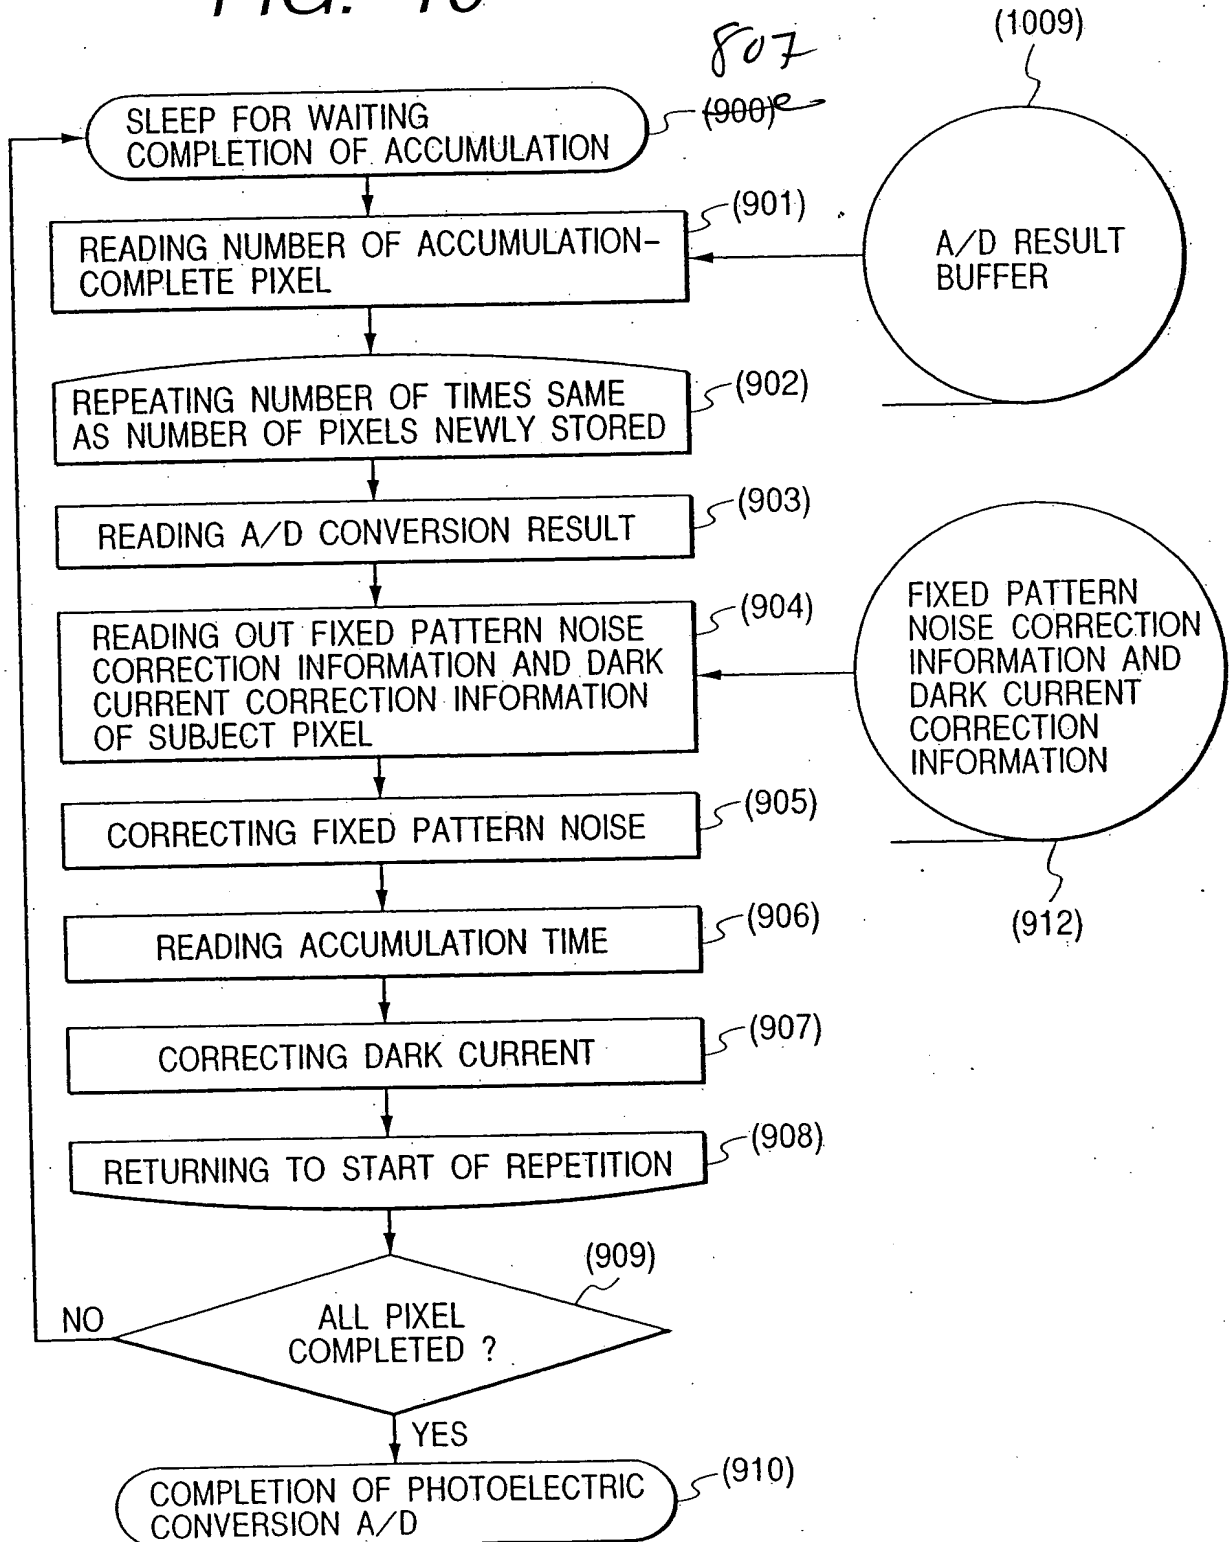 FIG. 10
807
(1009)
SLEEP FOR WAITING
COMPLETION OF ACCUMULATION
(900)
(901)
READING NUMBER OF ACCUMULATION-
COMPLETE PIXEL
A/D RESULT
BUFFER
(902)
REPEATING NUMBER OF TIMES SAME
AS NUMBER OF PIXELS NEWLY STORED
(903)
READING A/D CONVERSION RESULT
(904)
READING OUT FIXED PATTERN NOISE
CORRECTION INFORMATION AND DARK
CURRENT CORRECTION INFORMATION
OF SUBJECT PIXEL
FIXED PATTERN
NOISE CORRECTION
INFORMATION AND
DARK CURRENT
CORRECTION
INFORMATION
(905)
CORRECTING FIXED PATTERN NOISE
(906)
READING ACCUMULATION TIME
(912)
(907)
CORRECTING DARK CURRENT
(908)
RETURNING TO START OF REPETITION
(909)
NO
ALL PIXEL
COMPLETED ?
YES
(910)
COMPLETION OF PHOTOELECTRIC
CONVERSION A/D